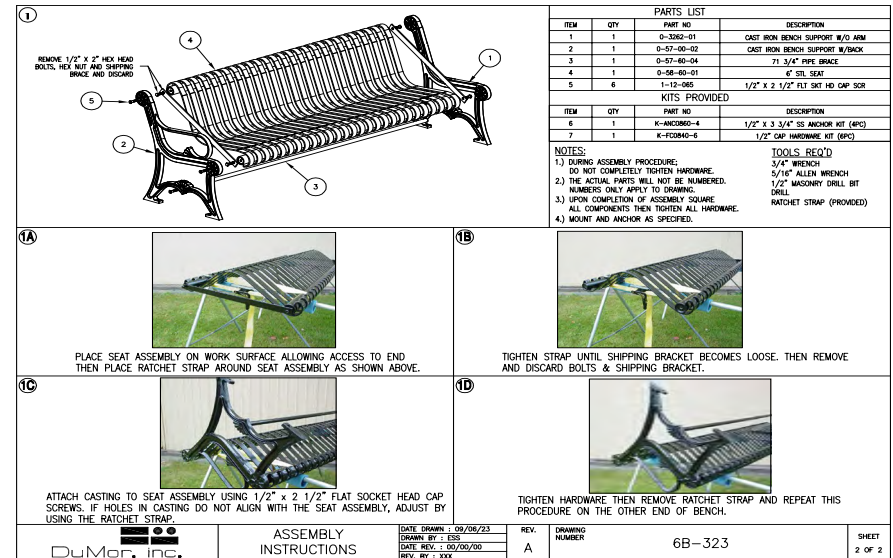 1
REMOVE 1/2" X 2" HEX HEAD
BOLTS, HEX NUT AND SHIPPING
BRACE AND DISCARD
4
1
5
2
3
PARTS LIST
ITEM QTY PART NO DESCRIPTION
1 1 0-3262-01 CAST IRON BENCH SUPPORT W/O ARM
2 1 0-57-00-02 CAST IRON BENCH SUPPORT W/BACK
3 1 0-57-60-04 71 3/4" PIPE BRACE
4 1 0-58-60-01 6' STL SEAT
5 6 1-12-065 1/2" X 2 1/2" FLT SKT HD CAP SCR
KITS PROVIDED
ITEM QTY PART NO DESCRIPTION
6 1 K-ANC0860-4 1/2" X 3 3/4" SS ANCHOR KIT (4PC)
7 1 K-FC0840-6 1/2" CAP HARDWARE KIT (6PC)
NOTES:
1.) DURING ASSEMBLY PROCEDURE;
DO NOT COMPLETELY TIGHTEN HARDWARE.
2.) THE ACTUAL PARTS WILL NOT BE NUMBERED.
NUMBERS ONLY APPLY TO DRAWING.
3.) UPON COMPLETION OF ASSEMBLY SQUARE
ALL COMPONENTS THEN TIGHTEN ALL HARDWARE.
4.) MOUNT AND ANCHOR AS SPECIFIED.
TOOLS REQ'D
3/4" WRENCH
5/16" ALLEN WRENCH
1/2" MASONRY DRILL BIT
DRILL
RATCHET STRAP (PROVIDED)
1A
PLACE SEAT ASSEMBLY ON WORK SURFACE ALLOWING ACCESS TO END
THEN PLACE RATCHET STRAP AROUND SEAT ASSEMBLY AS SHOWN ABOVE.
1B
TIGHTEN STRAP UNTIL SHIPPING BRACKET BECOMES LOOSE. THEN REMOVE
AND DISCARD BOLTS & SHIPPING BRACKET.
1C
ATTACH CASTING TO SEAT ASSEMBLY USING 1/2" x 2 1/2" FLAT SOCKET HEAD CAP
SCREWS. IF HOLES IN CASTING DO NOT ALIGN WITH THE SEAT ASSEMBLY, ADJUST BY
USING THE RATCHET STRAP.
1D
TIGHTEN HARDWARE THEN REMOVE RATCHET STRAP AND REPEAT THIS
PROCEDURE ON THE OTHER END OF BENCH.
DuMor, inc.
ASSEMBLY
INSTRUCTIONS
DATE DRAWN : 09/06/23
DRAWN BY : ESS
DATE REV. : 00/00/00
REV. BY : XXX
REV.
A
DRAWING
NUMBER
6B-323
SHEET
2 OF 2